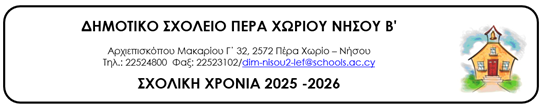 ΔΗΜΟΤΙΚΟ ΣΧΟΛΕΙΟ ΠΕΡΑ ΧΩΡΙΟΥ ΝΗΣΟΥ Β'
Αρχιεπισκόπου Μακαρίου Γ΄ 32, 2572 Πέρα Χωρίο – Νήσου
Τηλ.: 22524800 Φαξ: 22523102/dim-nisou2-lef@schools.ac.cy
ΣΧΟΛΙΚΗ ΧΡΟΝΙΑ 2025 -2026